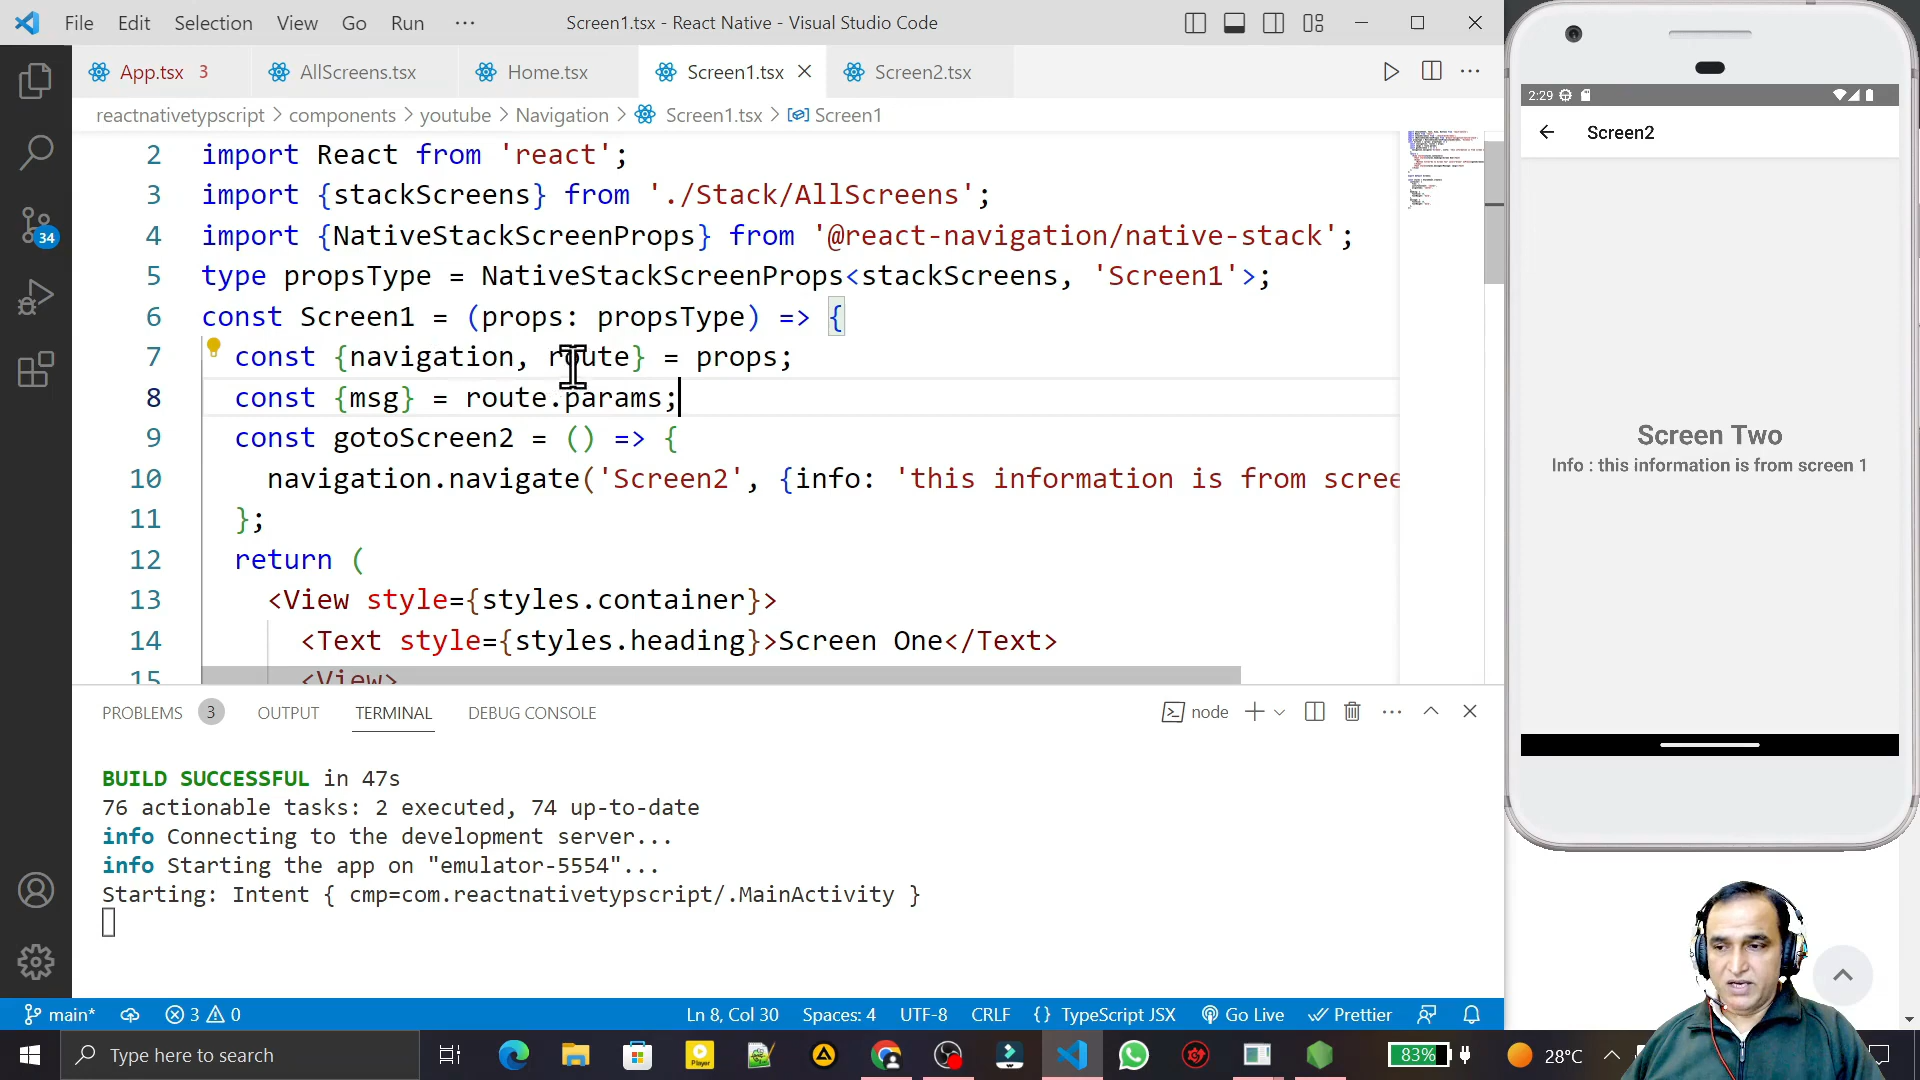 File Edit Selection View Go Run ··· Screen1.tsx - React Native - Visual Studio Code
App.tsx 3 AllScreens.tsx Home.tsx Screen1.tsx Screen2.tsx
reactnativetypscript > components > youtube > Navigation > Screen1.tsx > Screen1
2 import React from 'react';
3 import {stackScreens} from './Stack/AllScreens';
4 import {NativeStackScreenProps} from '@react-navigation/native-stack';
5 type propsType = NativeStackScreenProps<stackScreens, 'Screen1'>;
6 const Screen1 = (props: propsType) => {
7 const {navigation, route} = props;
8 const {msg} = route.params;
9 const gotoScreen2 = () => {
10 navigation.navigate('Screen2', {info: 'this information is from scree
11 };
12 return (
13 <View style={styles.container}>
14 <Text style={styles.heading}>Screen One</Text>
15 <View>
34
PROBLEMS 3 OUTPUT TERMINAL DEBUG CONSOLE node
BUILD SUCCESSFUL in 47s
76 actionable tasks: 2 executed, 74 up-to-date
info Connecting to the development server...
info Starting the app on "emulator-5554"...
Starting: Intent { cmp=com.reactnativetypscript/.MainActivity }
main* 3 0 Ln 8, Col 30 Spaces: 4 UTF-8 CRLF {} TypeScript JSX Go Live Prettier
Type here to search Player 83% 28°C
2:29
Screen2
Screen Two
Info : this information is from screen 1